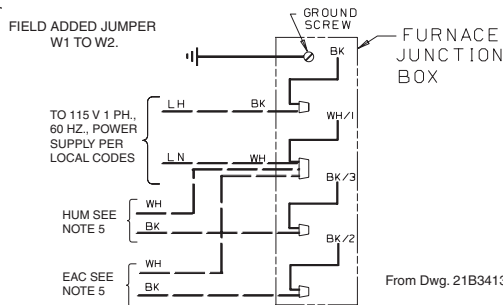 FIELD ADDED JUMPER
W1 TO W2.
GROUND
SCREW
FURNACE
JUNCTION
BOX
BK
TO 115 V 1 PH.,
60 HZ., POWER
SUPPLY PER
LOCAL CODES
LH
BK
WH/1
LN
WH
BK/3
HUM SEE
NOTE 5
WH
BK
BK/2
EAC SEE
NOTE 5
WH
BK
From Dwg. 21B3413